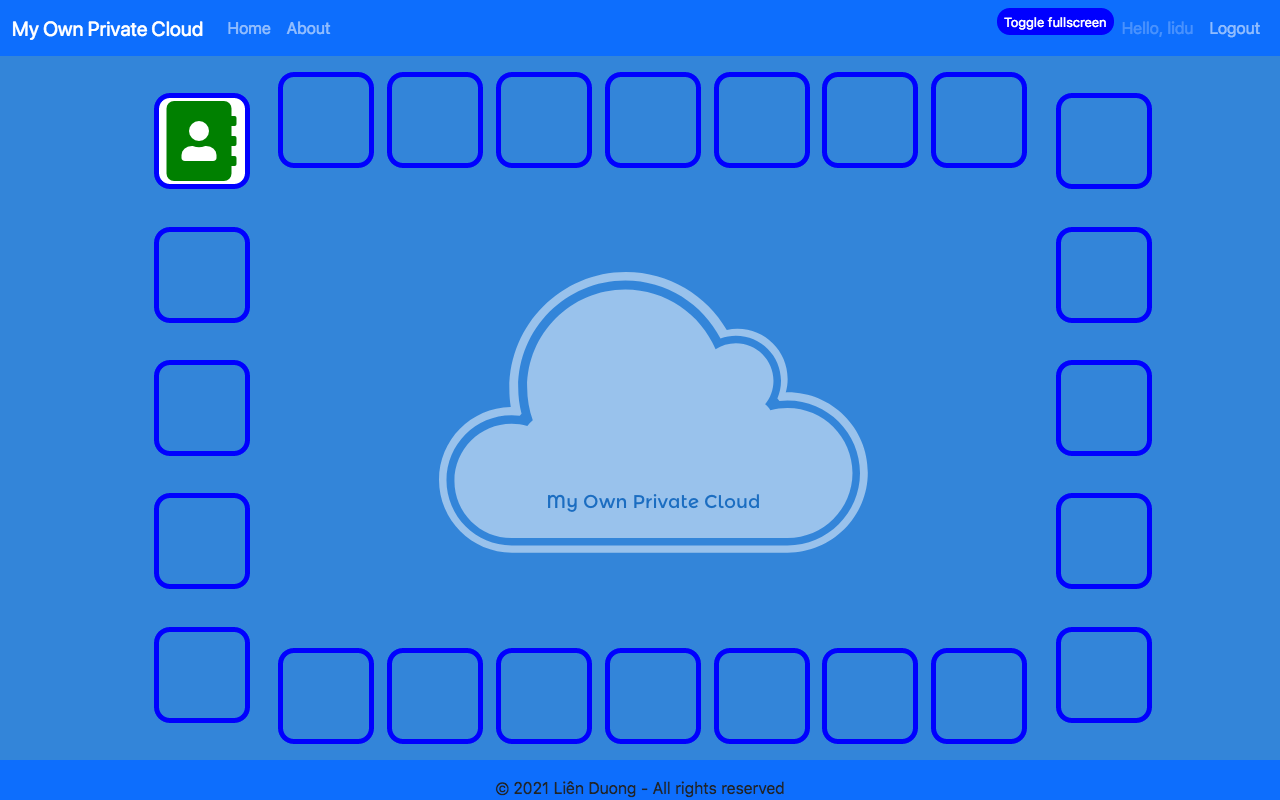 My Own Private Cloud Home About Toggle fullscreen Hello, lidu Logout
My Own Private Cloud
© 2021 Liên Duong - All rights reserved